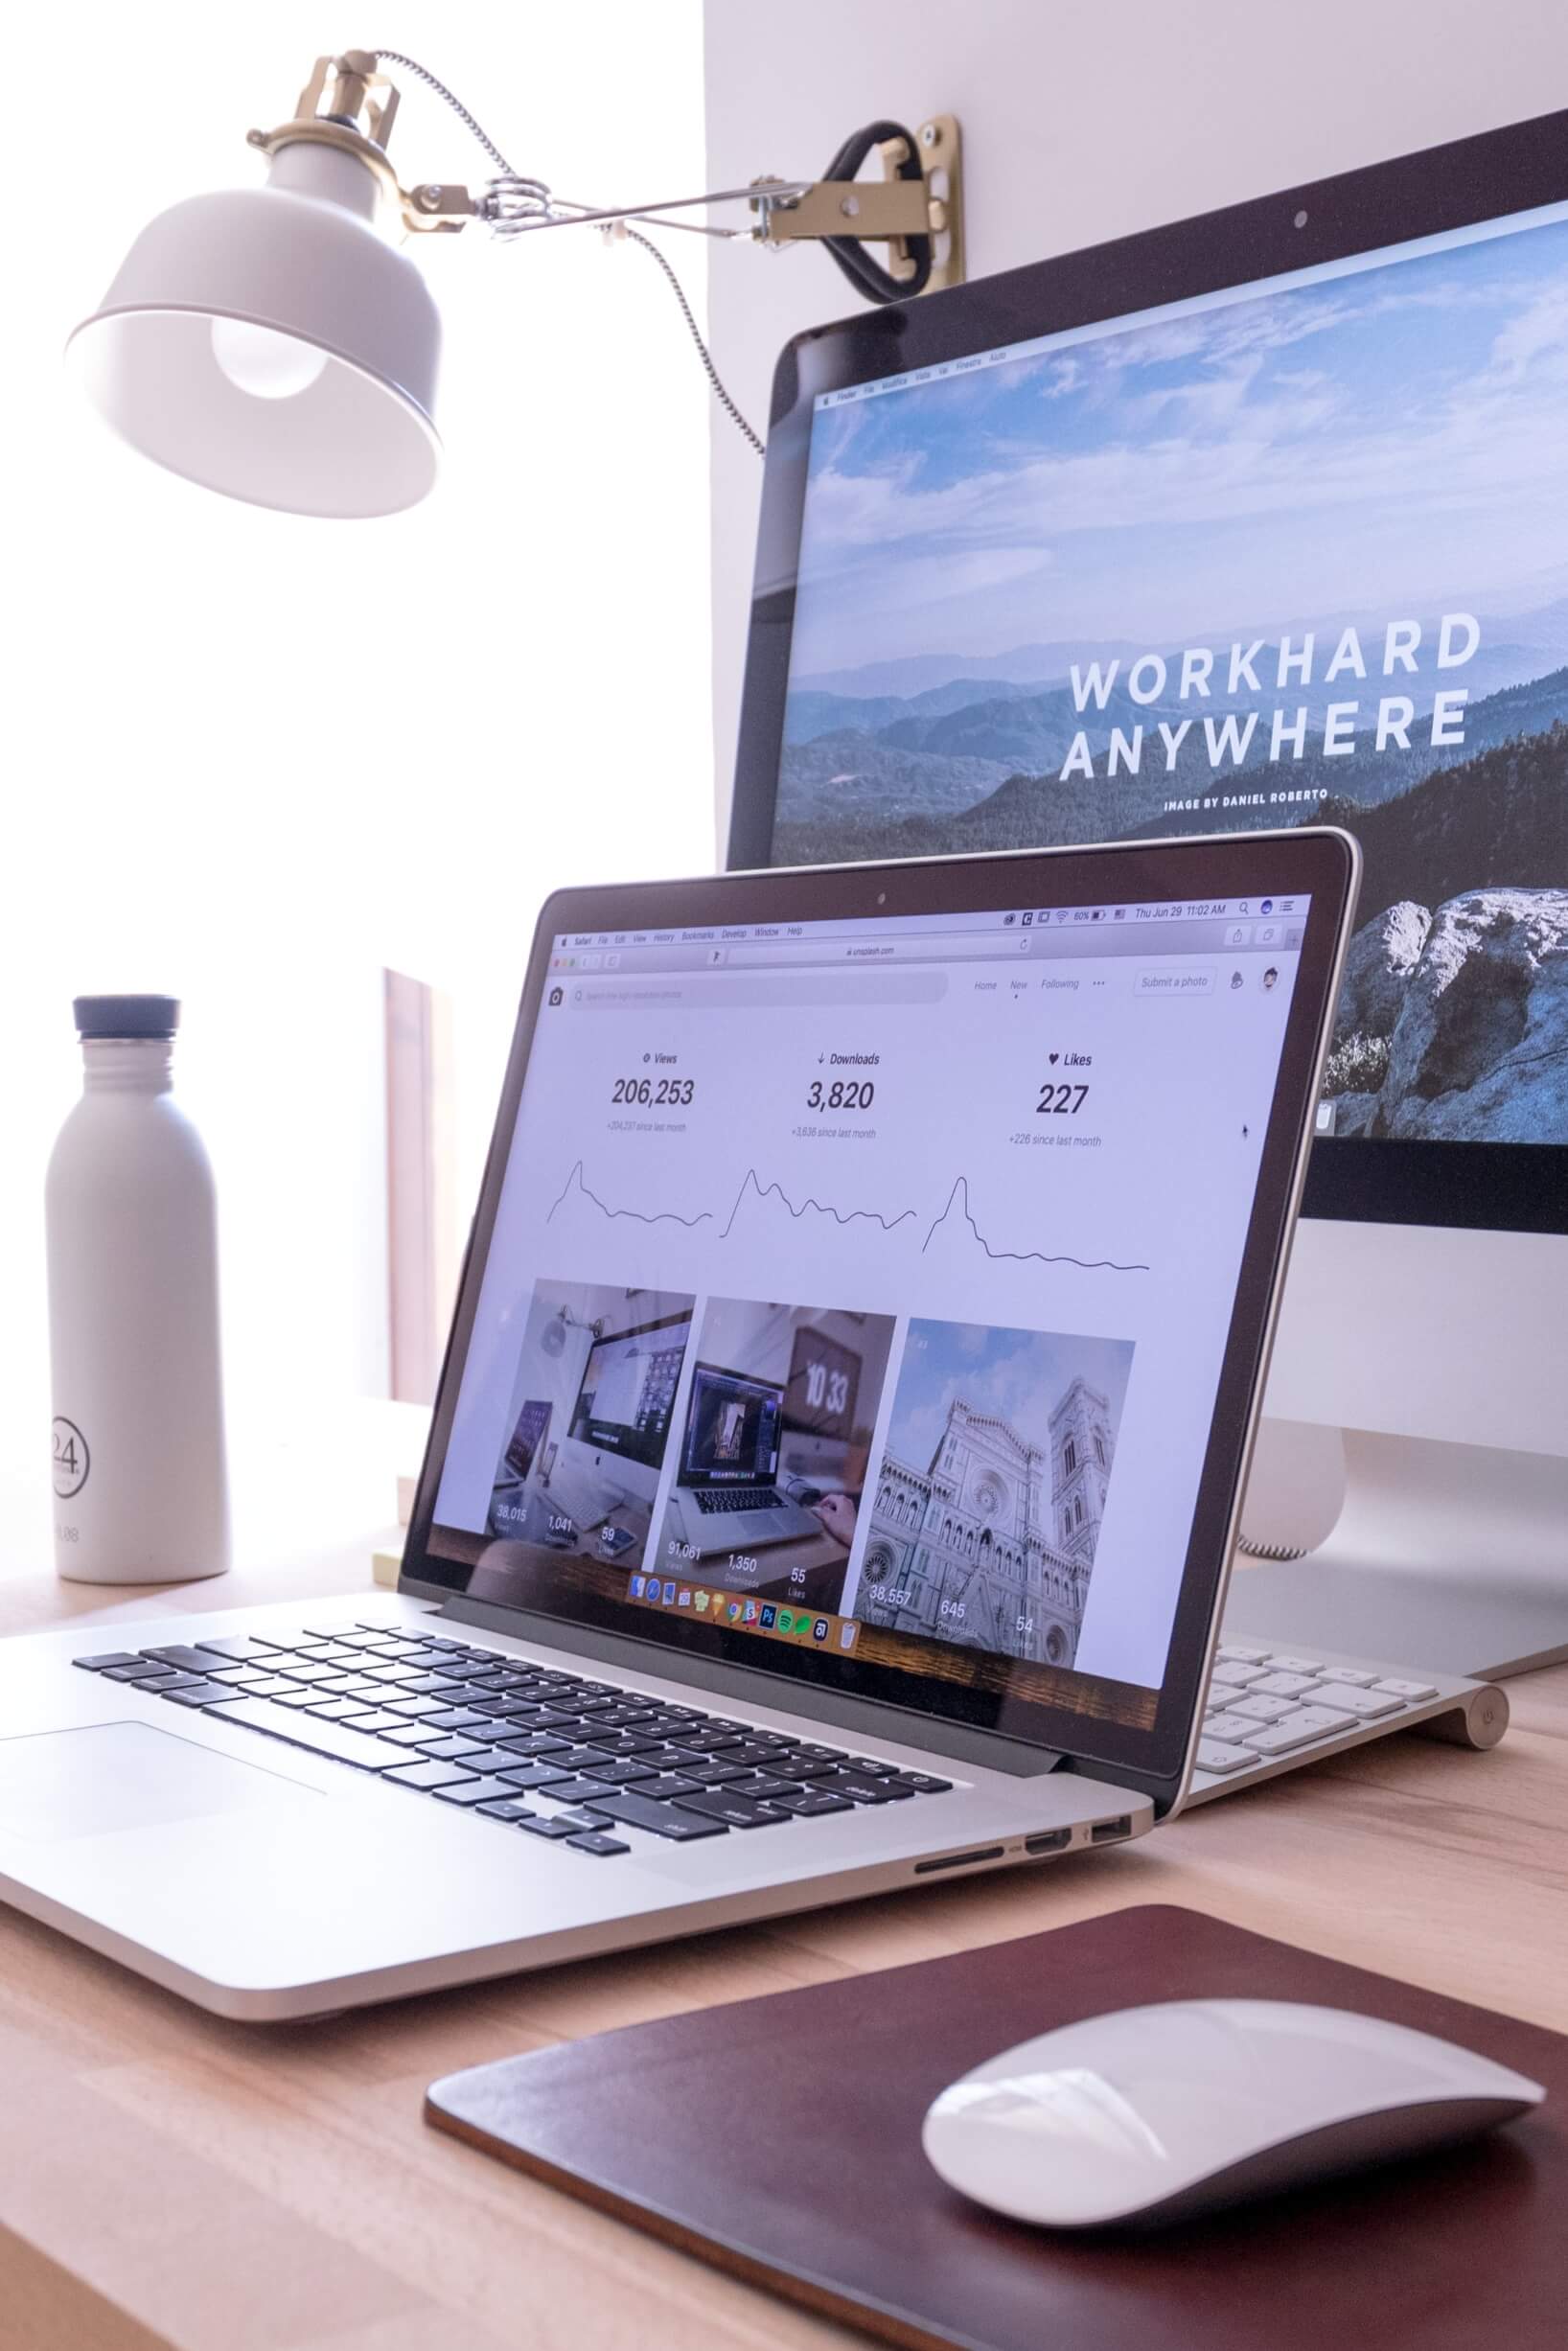 Finder File Modifica Vista Vai Finestra Aiuto
WORKHARD
ANYWHERE
IMAGE BY DANIEL ROBERTO
Safari File Edit View History Bookmarks Develop Window Help 60% Thu Jun 29 11:02 AM
unsplash.com
Home New Following Submit a photo
Views Downloads Likes
206,253 3,820 227
+204,237 since last month +3,636 since last month +226 since last month
10 33
38,015 1,041 59
Views Downloads Likes
91,061 1,350 55
Views Downloads Likes
38,557 645 54
Views Downloads
Ps
24